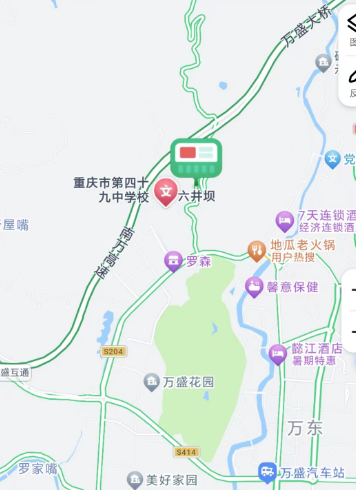 万盛大桥
图
反
党
重庆市第四十
九中学校
文
六井坝
7天连锁酒
经济连锁酒
屋嘴
南万高速
地瓜老火锅
用户热搜
罗森
馨意保健
S204
懿江酒店
暑期特惠
盛互通
万盛花园
万东
S414
罗家嘴
美好家园
万盛汽车站